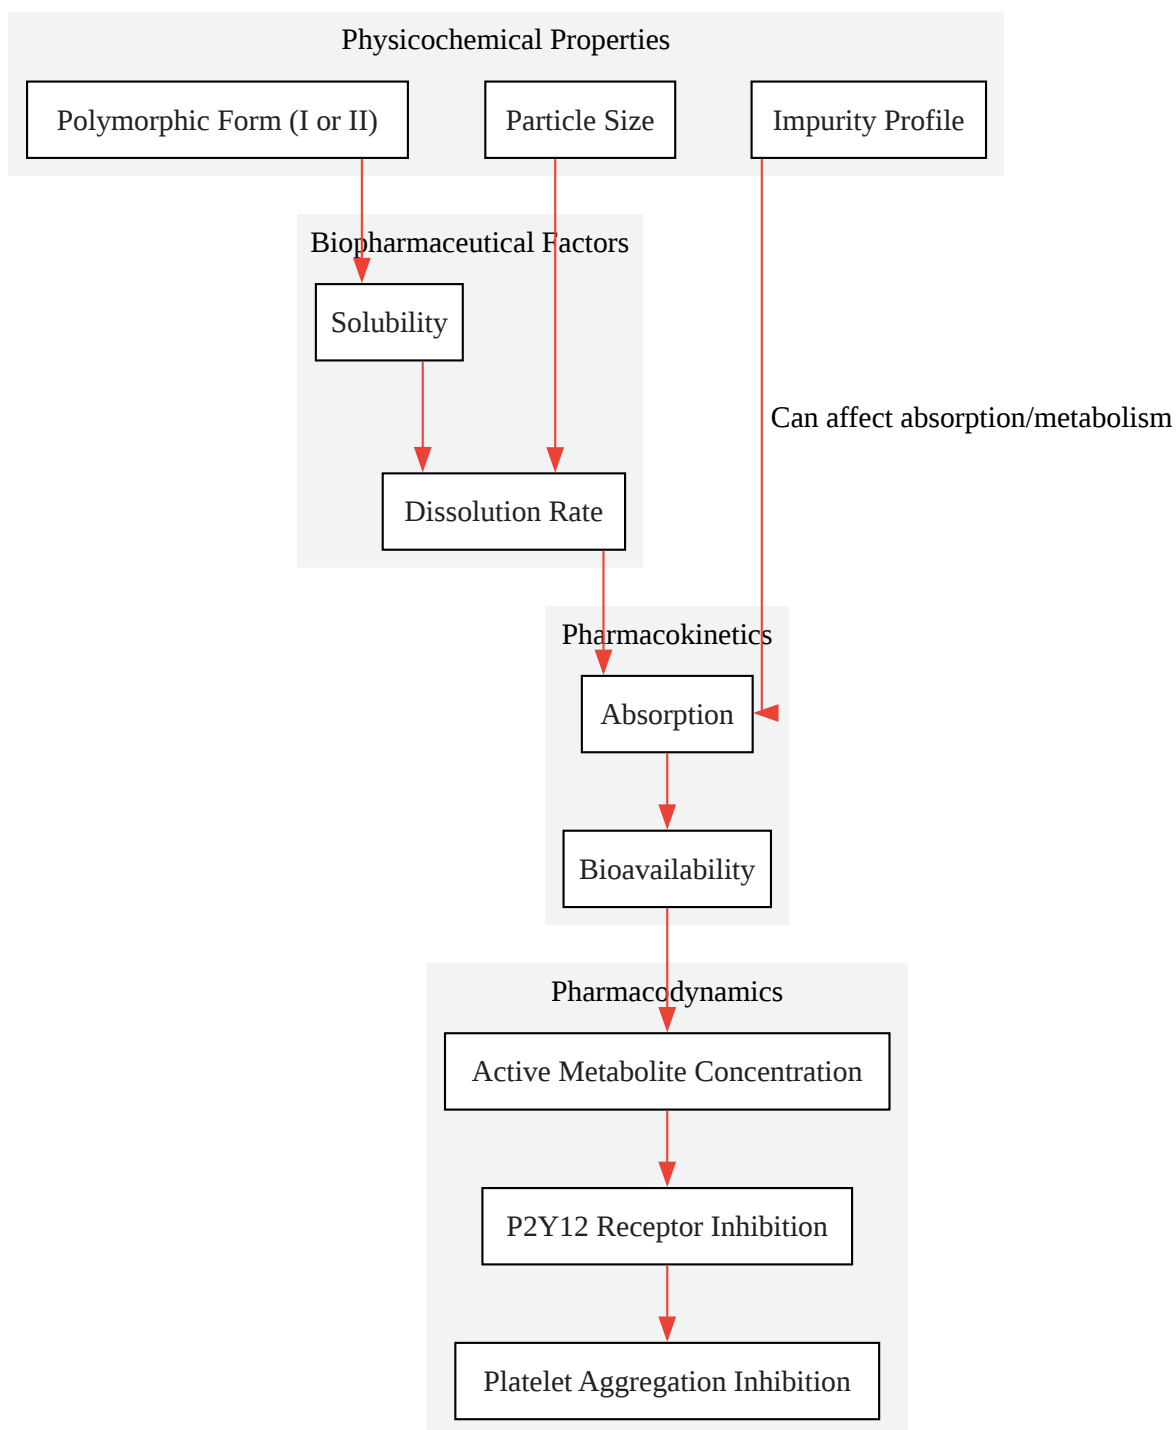 Physicochemical Properties
Polymorphic Form (I or II)
Particle Size
Impurity Profile
Biopharmaceutical Factors
Solubility
Can affect absorption/metabolism
Dissolution Rate
Pharmacokinetics
Absorption
Bioavailability
Pharmacodynamics
Active Metabolite Concentration
P2Y12 Receptor Inhibition
Platelet Aggregation Inhibition